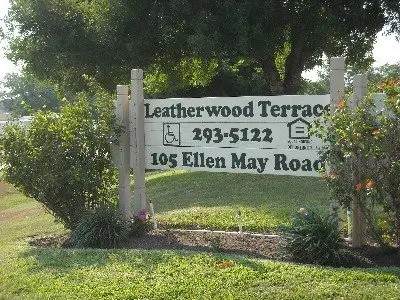 Leatherwood Terrace
293-5122
105 Ellen May Road